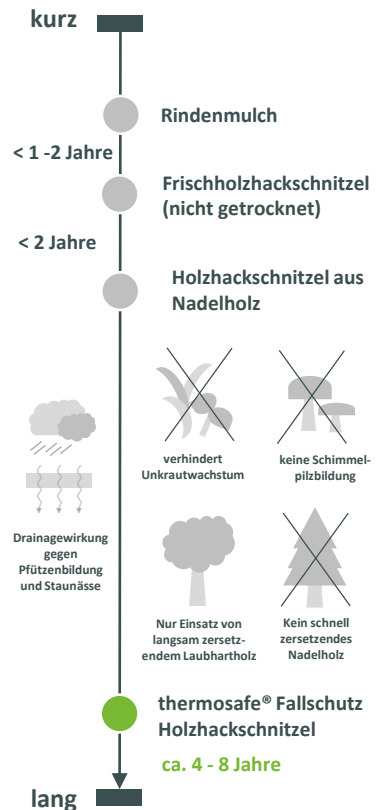 kurz
Rindenmulch
< 1 -2 Jahre
Frischholzhackschnitzel
(nicht getrocknet)
< 2 Jahre
Holzhackschnitzel aus
Nadelholz
verhindert
Unkrautwachstum
keine Schimmel-
pilzbildung
Drainagewirkung
gegen
Pfützenbildung
und Staunässe
Nur Einsatz von
langsam zersetz-
endem Laubhartholz
Kein schnell
zersetzendes
Nadelholz
thermosafe® Fallschutz
Holzhackschnitzel
ca. 4 - 8 Jahre
lang